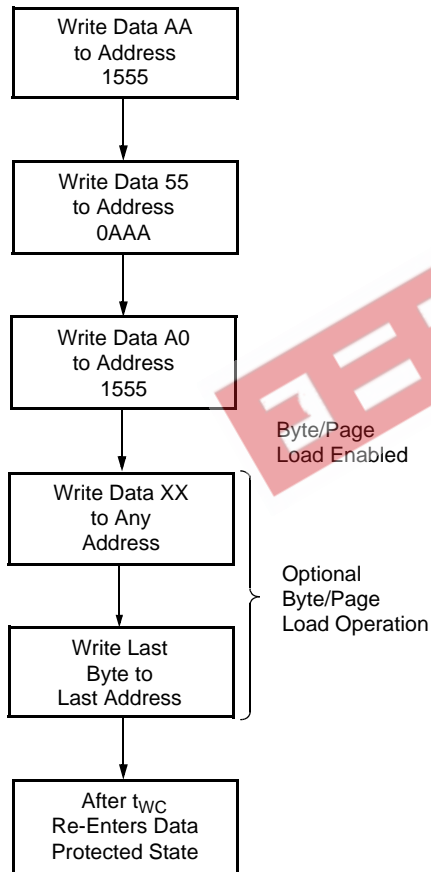 Write Data AA
to Address
1555
Write Data 55
to Address
0AAA
Write Data A0
to Address
1555
Byte/Page
Load Enabled
Write Data XX
to Any
Address
Optional
Byte/Page
Load Operation
Write Last
Byte to
Last Address
After tWC
Re-Enters Data
Protected State